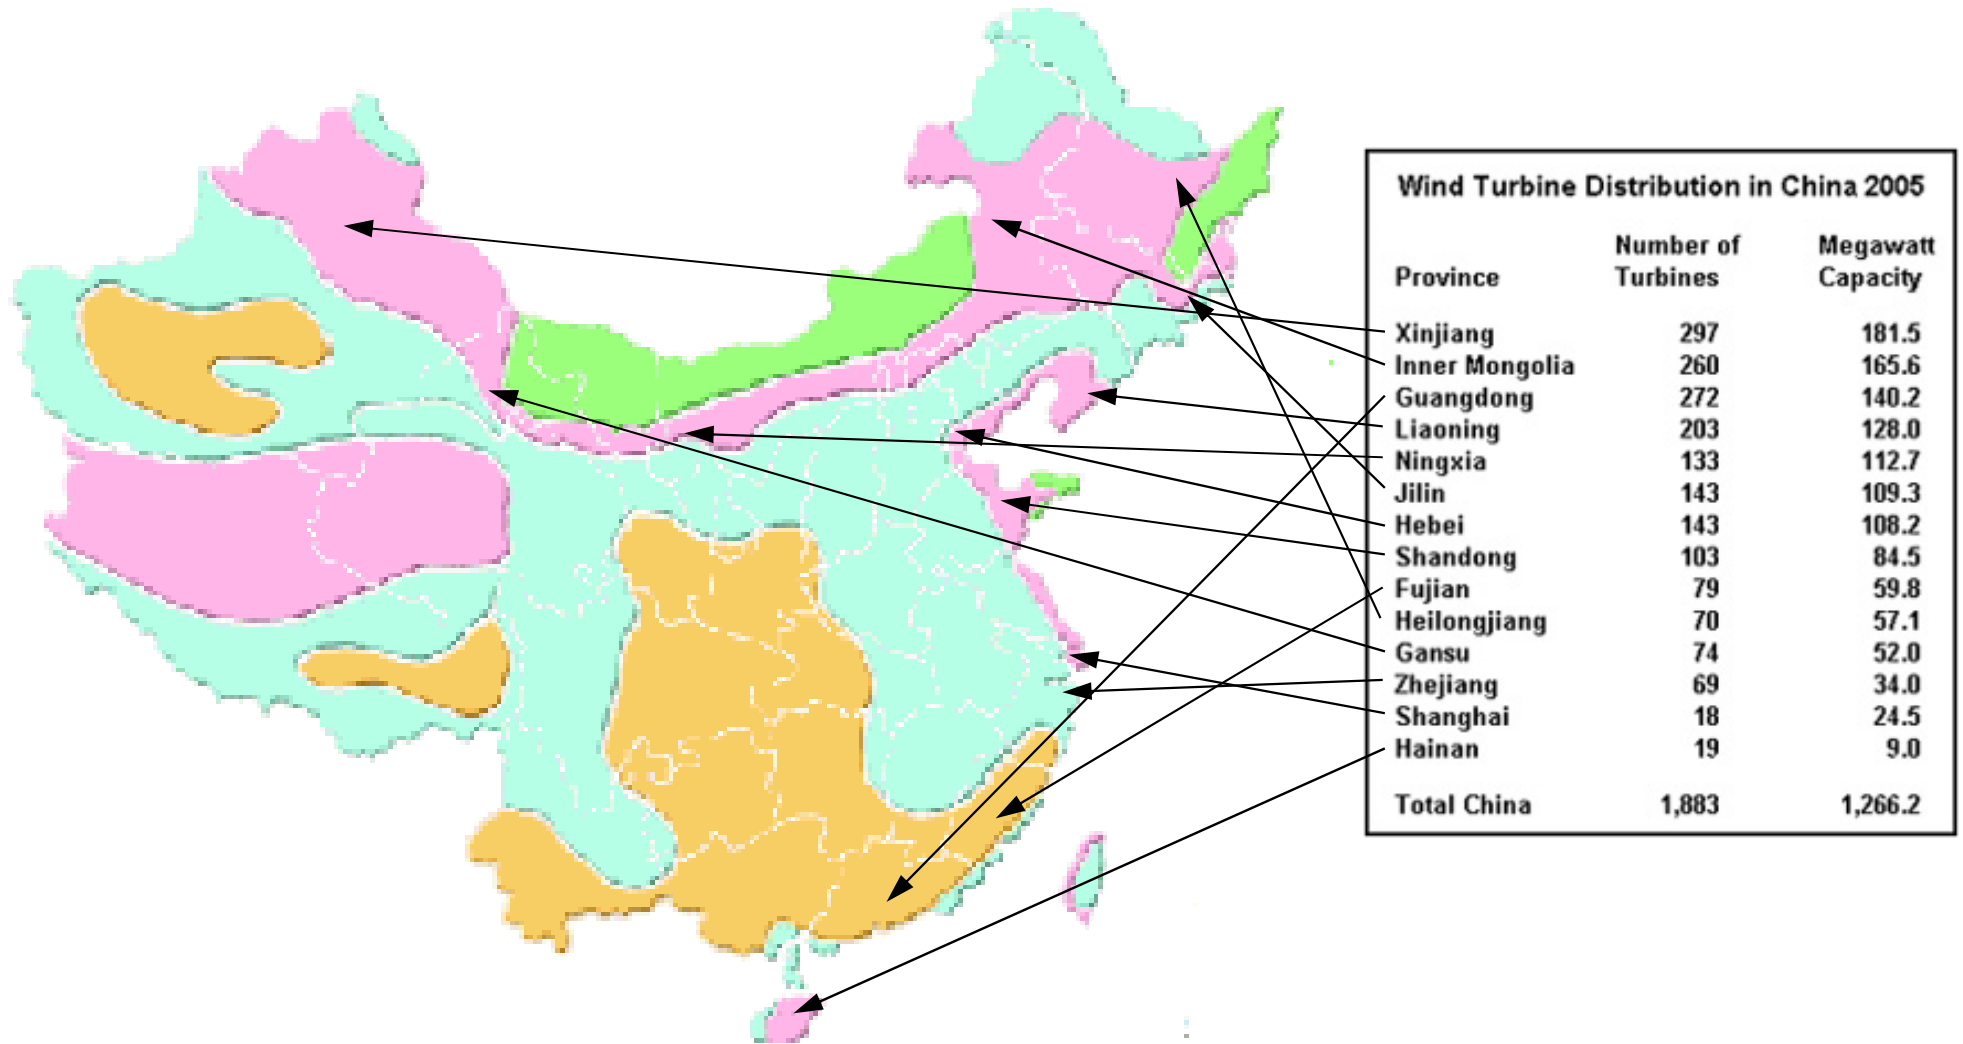 Wind Turbine Distribution in China 2005
Number of Megawatt
Province Turbines Capacity
Xinjiang 297 181.5
Inner Mongolia 260 165.6
Guangdong 272 140.2
Liaoning 203 128.0
Ningxia 133 112.7
Jilin 143 109.3
Hebei 143 108.2
Shandong 103 84.5
Fujian 79 59.8
Heilongjiang 70 57.1
Gansu 74 52.0
Zhejiang 69 34.0
Shanghai 18 24.5
Hainan 19 9.0
Total China 1,883 1,266.2